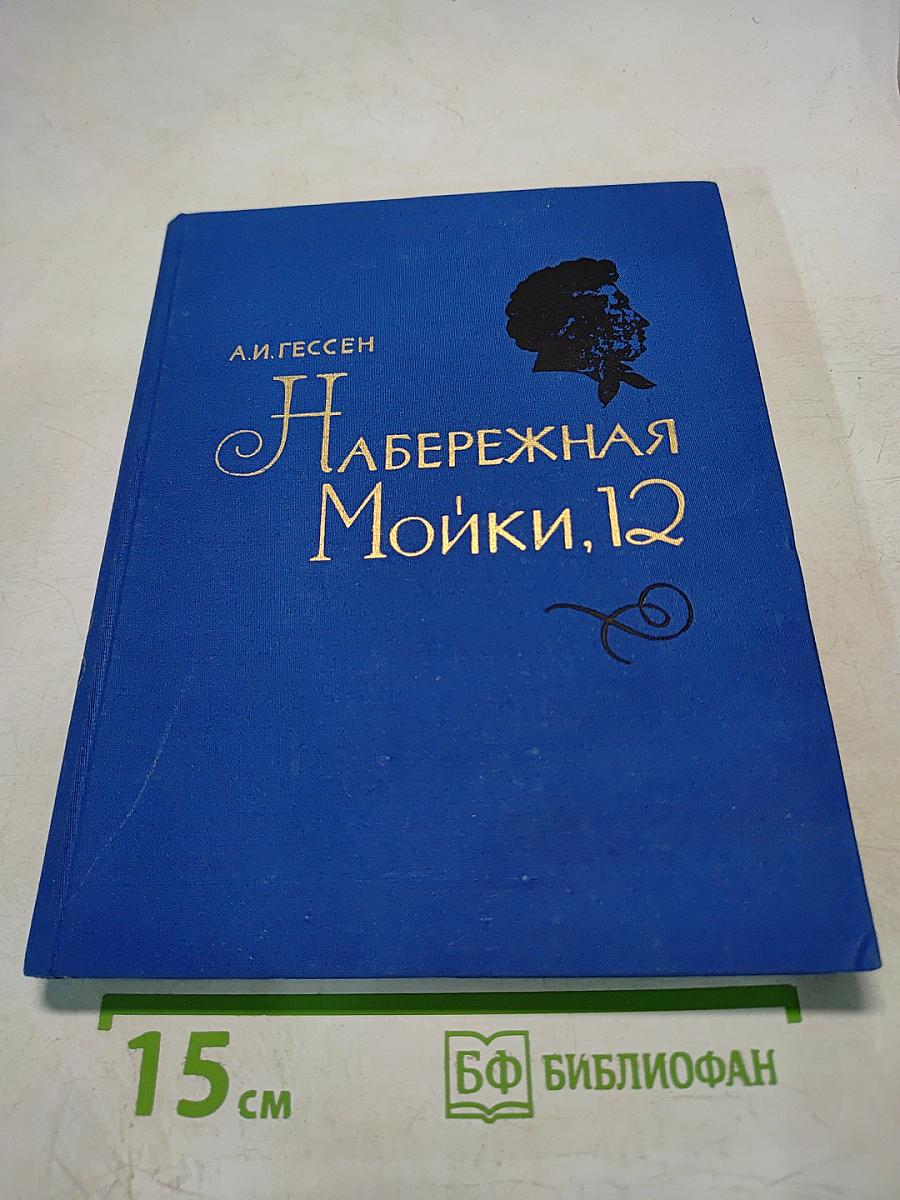 А.И.ГЕССЕН
НАБЕРЕЖНАЯ
МОЙКИ, 12
15 см
БФ БИБЛИОФАН